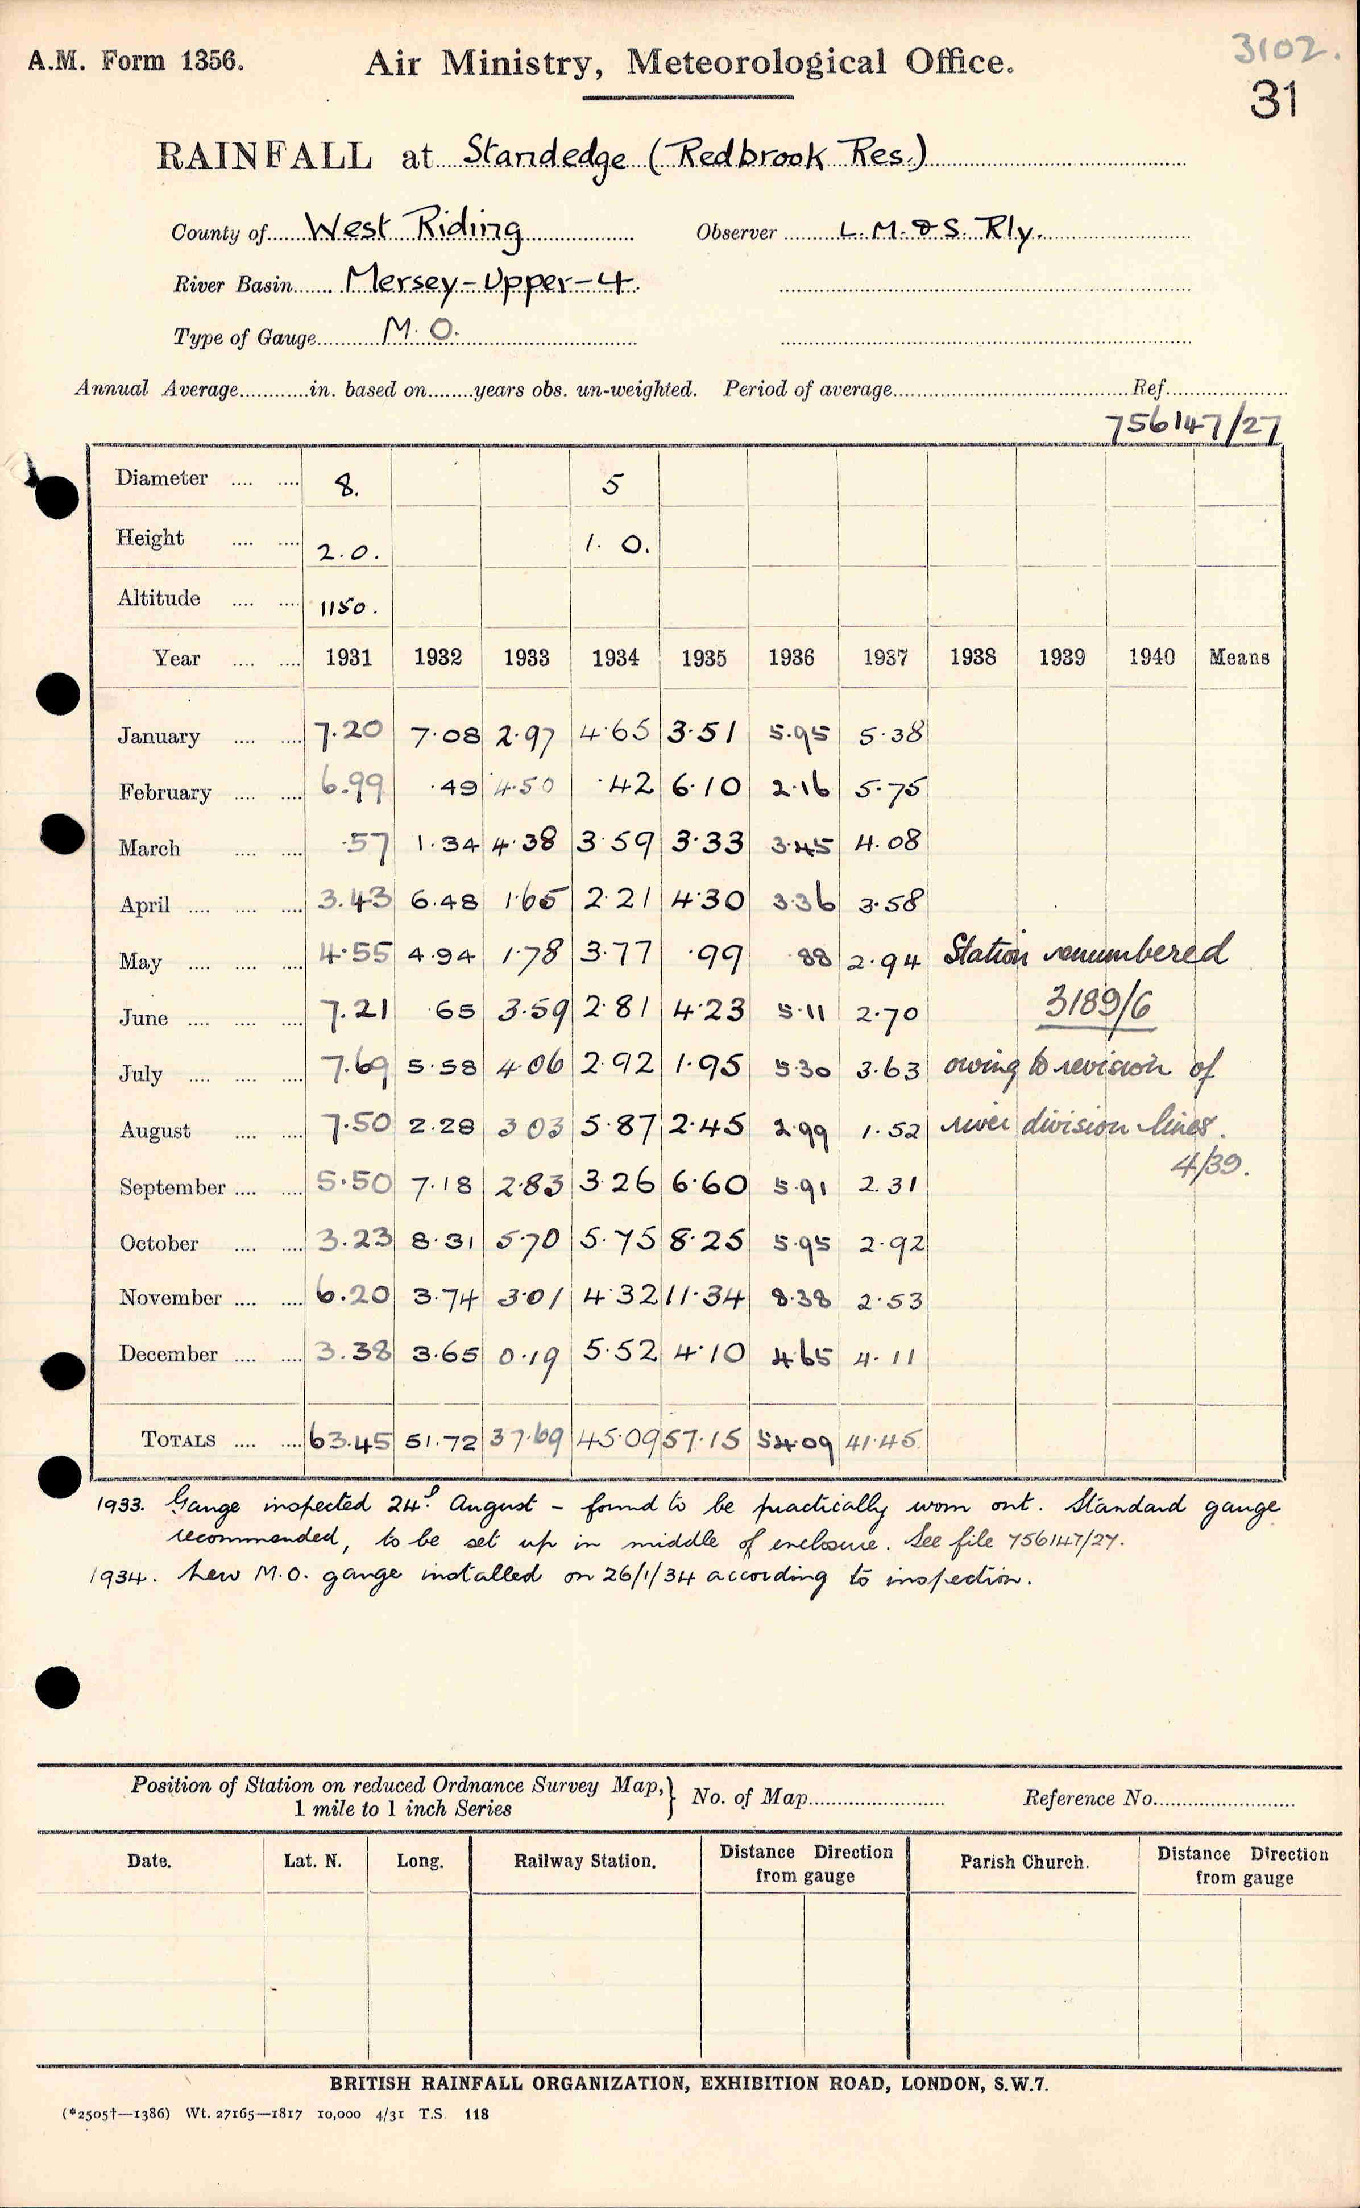 A.M. Form 1356.
Air Ministry, Meteorological Office.
3102.
31
RAINFALL at Standedge (Redbrook Res.)
County of West Riding Observer L.M.&S. Rly.
River Basin Mersey-Upper-4.
Type of Gauge M.O.
Annual Average in. based on years obs. un-weighted. Period of average Ref.
756147/27
Diameter 8. 5
Height 2.0. 1.0.
Altitude 1150.
Year 1931 1932 1933 1934 1935 1936 1937 1938 1939 1940 Means
January 7.20 7.08 2.97 4.65 3.51 5.95 5.38
February 6.99 .49 4.50 .42 6.10 2.16 5.75
March .57 1.34 4.38 3.59 3.33 3.45 4.08
April 3.43 6.48 1.65 2.21 4.30 3.36 3.58
May 4.55 4.94 1.78 3.77 .99 .88 2.94 Station renumbered
June 7.21 .65 3.59 2.81 4.23 5.11 2.70 3189/6
July 7.69 5.58 4.06 2.92 1.95 5.30 3.63 owing to revision of
August 7.50 2.28 3.03 5.87 2.45 2.99 1.52 river division lines.
4/39.
September 5.50 7.18 2.83 3.26 6.60 5.91 2.31
October 3.23 8.31 5.70 5.75 8.25 5.95 2.92
November 6.20 3.74 3.01 4.32 11.34 8.38 2.53
December 3.38 3.65 0.19 5.52 4.10 4.65 4.11
TOTALS 63.45 51.72 37.69 45.09 57.15 54.09 41.45
1933. Gauge inspected 24th August - found to be practically worn out. Standard gauge
recommended, to be set up in middle of enclosure. See file 756147/27.
1934. New M.O. gauge installed on 26/1/34 according to inspection.
Position of Station on reduced Ordnance Survey Map, } No. of Map Reference No.
1 mile to 1 inch Series
Date. Lat. N. Long. Railway Station. Distance Direction from gauge Parish Church. Distance Direction from gauge
BRITISH RAINFALL ORGANIZATION, EXHIBITION ROAD, LONDON, S.W.7.
(*2505†—1386) Wt. 27165—1817 10,000 4/31 T.S. 118